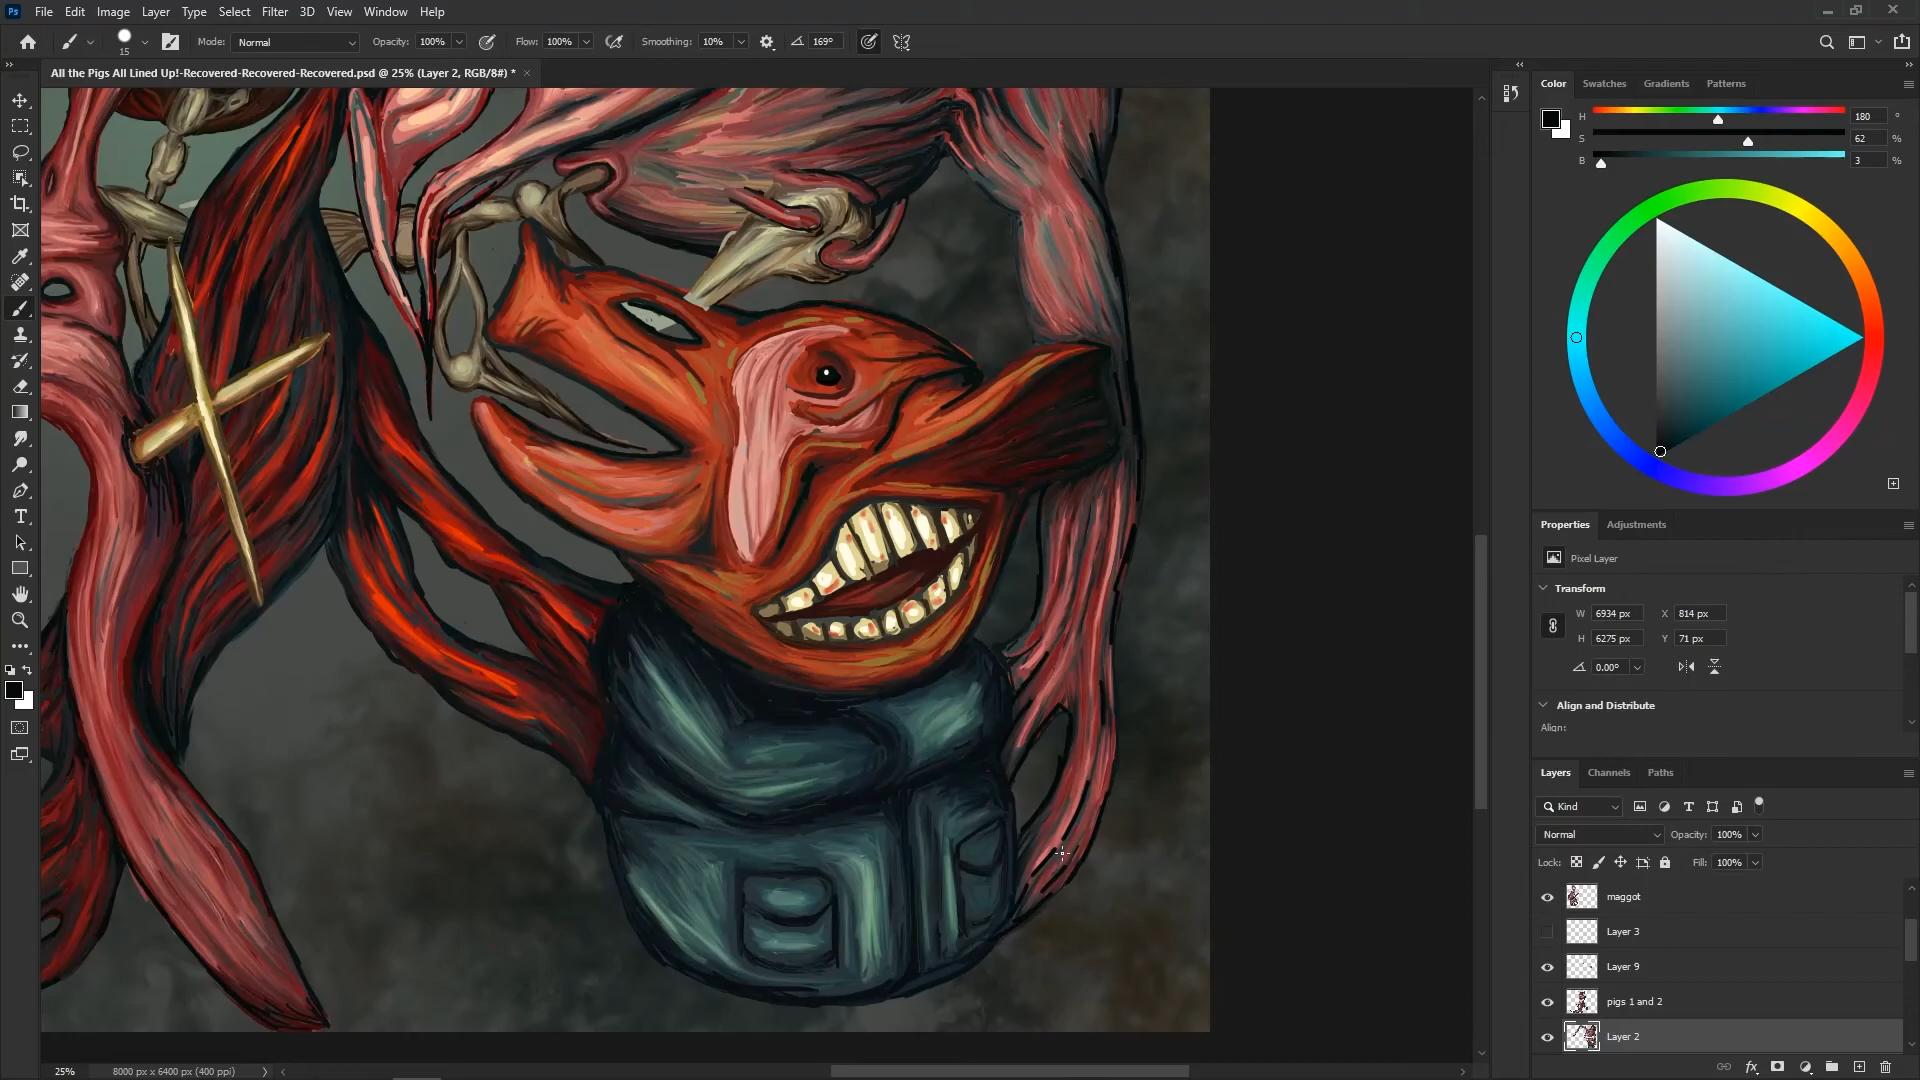 Ps File Edit Image Layer Type Select Filter 3D View Window Help
15 Mode: Normal Opacity: 100% Flow: 100% Smoothing: 10% 169°
All the Pigs All Lined Up!-Recovered-Recovered-Recovered.psd @ 25% (Layer 2, RGB/8#) * ×
Color Swatches Gradients Patterns
H 180 °
S 62 %
B 3 %
Properties Adjustments
Pixel Layer
Transform
W 6934 px X 814 px
H 6275 px Y 71 px
0.00°
Align and Distribute
Align:
Layers Channels Paths
Kind
Normal Opacity: 100%
Lock: Fill: 100%
maggot
Layer 3
Layer 9
pigs 1 and 2
Layer 2
fx
25% 8000 px x 6400 px (400 ppi)